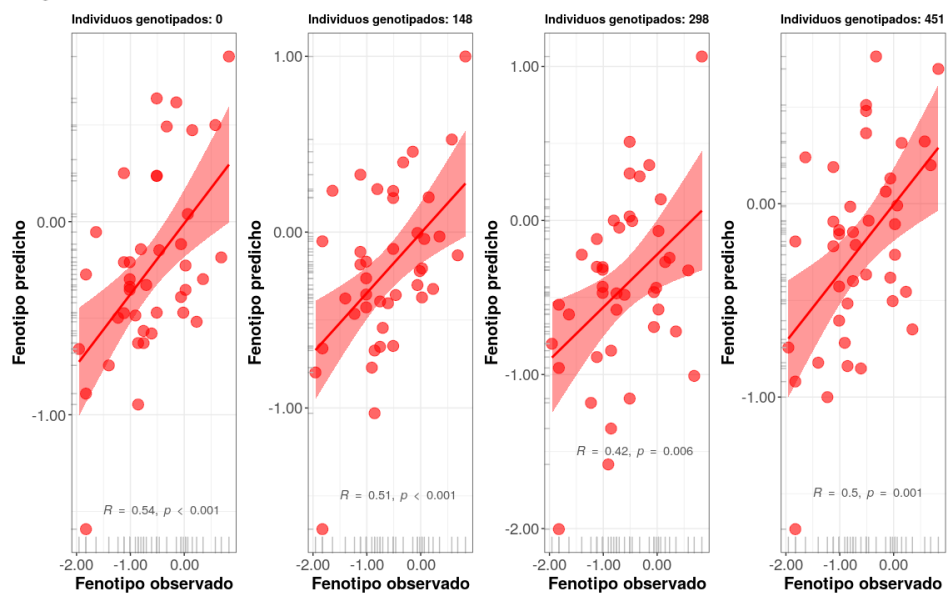 Individuos genotipados: 0
Fenotipo predicho
0.00
-1.00
R = 0.54, p < 0.001
-2.00 -1.00 0.00
Fenotipo observado
Individuos genotipados: 148
Fenotipo predicho
1.00
0.00
-1.00
R = 0.51, p < 0.001
-2.00 -1.00 0.00
Fenotipo observado
Individuos genotipados: 298
Fenotipo predicho
1.00
0.00
-1.00
-2.00
R = 0.42, p = 0.006
-2.00 -1.00 0.00
Fenotipo observado
Individuos genotipados: 451
Fenotipo predicho
0.00
-1.00
R = 0.5, p = 0.001
-2.00 -1.00 0.00
Fenotipo observado